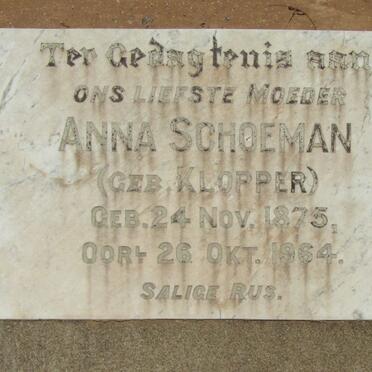 Ter Gedagtenis aan
ONS LIEFSTE MOEDER
ANNA SCHOEMAN
(GEB. KLOPPER)
GEB. 24 NOV. 1875,
OORL 26 OKT. 1964.
SALIGE RUS.